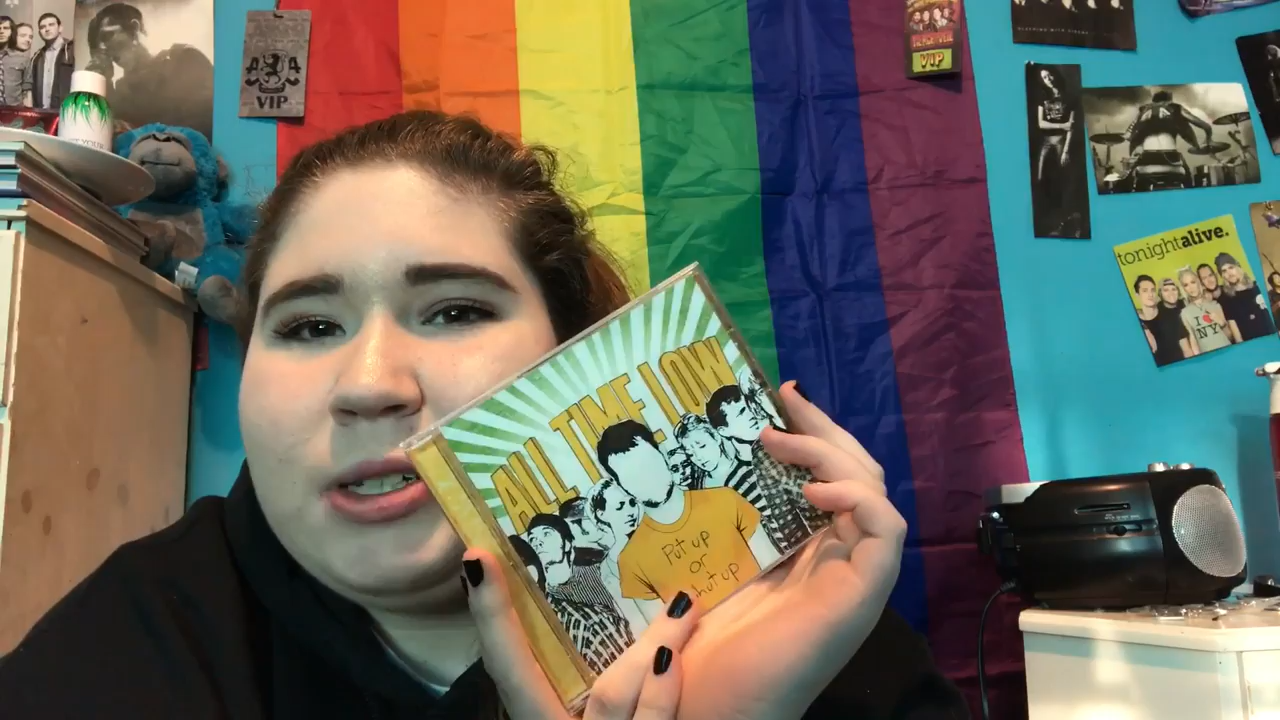 VIP
VIP
tonightalive.
I ♥
NY
ALL TIME LOW
Put up
or
shut up